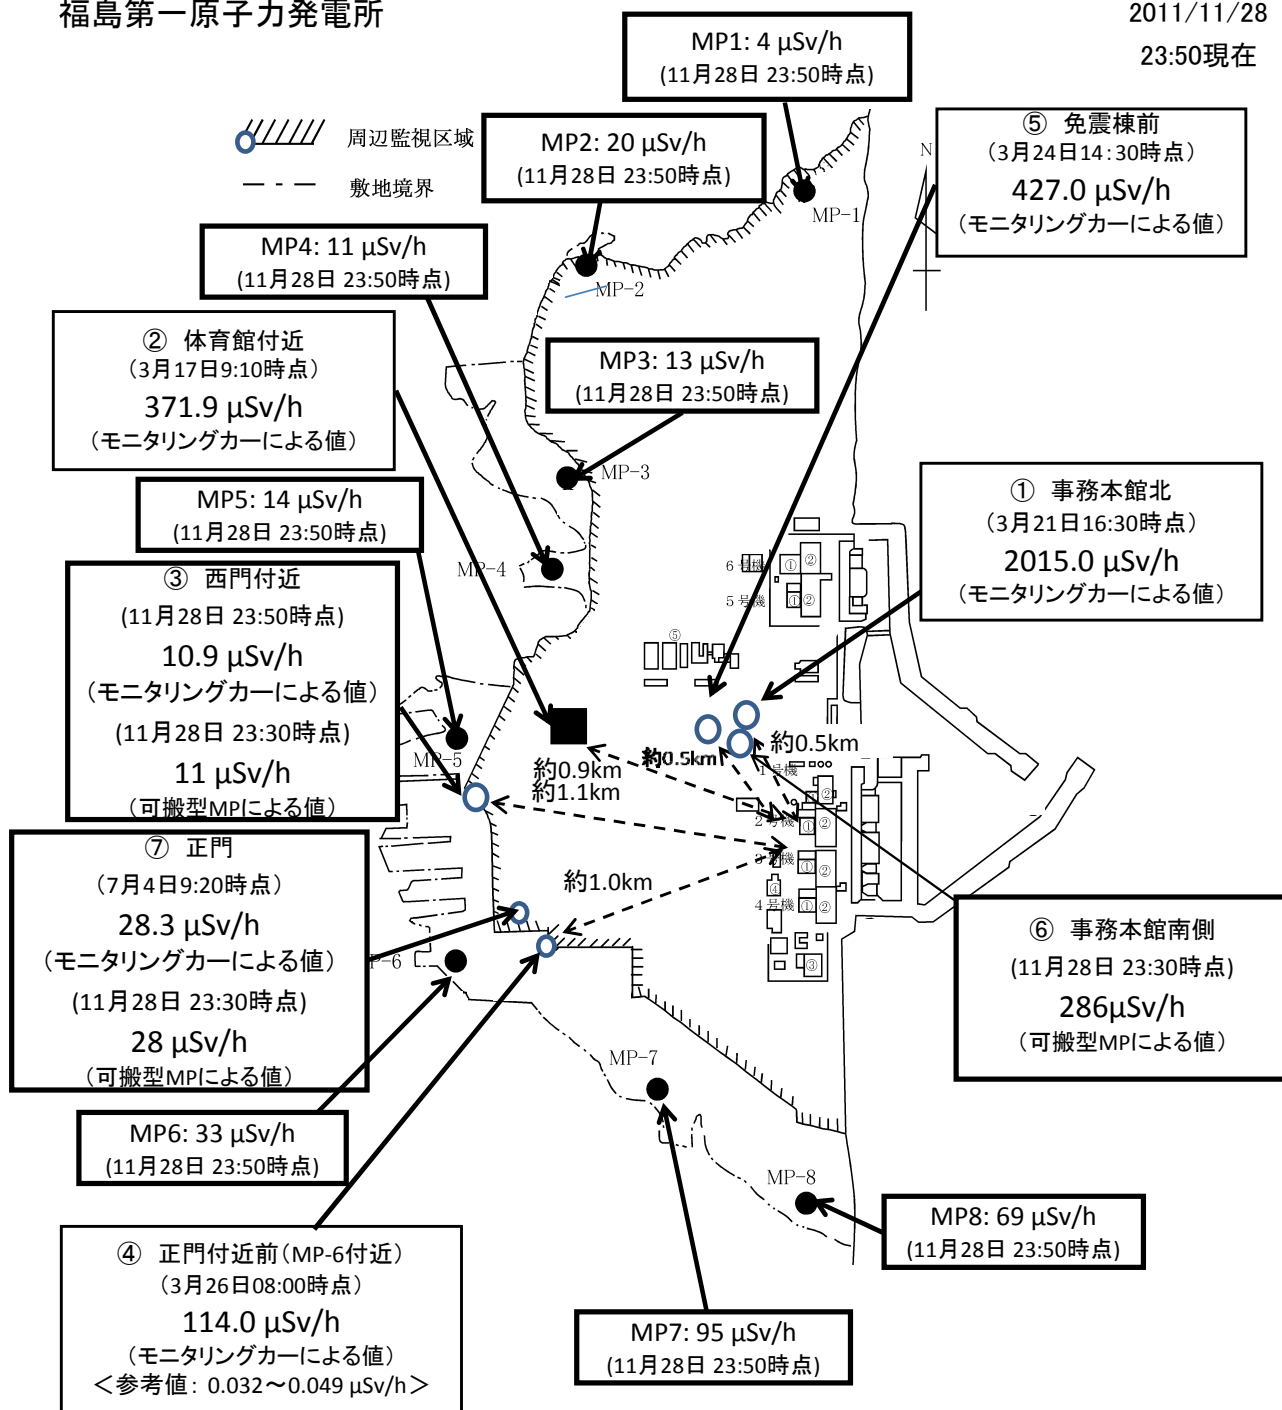 福島第一原子力発電所
2011/11/28
23:50現在
周辺監視区域
敷地境界
MP1: 4 μSv/h
(11月28日 23:50時点)
MP2: 20 μSv/h
(11月28日 23:50時点)
⑤ 免震棟前
(3月24日14:30時点)
427.0 μSv/h
(モニタリングカーによる値)
N
MP-1
MP4: 11 μSv/h
(11月28日 23:50時点)
MP-2
② 体育館付近
(3月17日9:10時点)
371.9 μSv/h
(モニタリングカーによる値)
MP3: 13 μSv/h
(11月28日 23:50時点)
MP-3
MP5: 14 μSv/h
(11月28日 23:50時点)
① 事務本館北
(3月21日16:30時点)
2015.0 μSv/h
(モニタリングカーによる値)
MP-4
6号機
① ②
5号機
① ②
③ 西門付近
(11月28日 23:50時点)
10.9 μSv/h
(モニタリングカーによる値)
(11月28日 23:30時点)
11 μSv/h
(可搬型MPによる値)
⑤
MP-5
約0.9km
約1.1km
約0.5km
約0.5km
1号機
②
2号機
① ②
3号機
① ②
④
4号機
① ②
③
約1.0km
⑦ 正門
(7月4日9:20時点)
28.3 μSv/h
(モニタリングカーによる値)
(11月28日 23:30時点)
28 μSv/h
(可搬型MPによる値)
P-6
⑥ 事務本館南側
(11月28日 23:30時点)
286μSv/h
(可搬型MPによる値)
MP-7
MP6: 33 μSv/h
(11月28日 23:50時点)
MP-8
MP8: 69 μSv/h
(11月28日 23:50時点)
④ 正門付近前(MP-6付近)
(3月26日08:00時点)
114.0 μSv/h
(モニタリングカーによる値)
<参考値: 0.032～0.049 μSv/h>
MP7: 95 μSv/h
(11月28日 23:50時点)